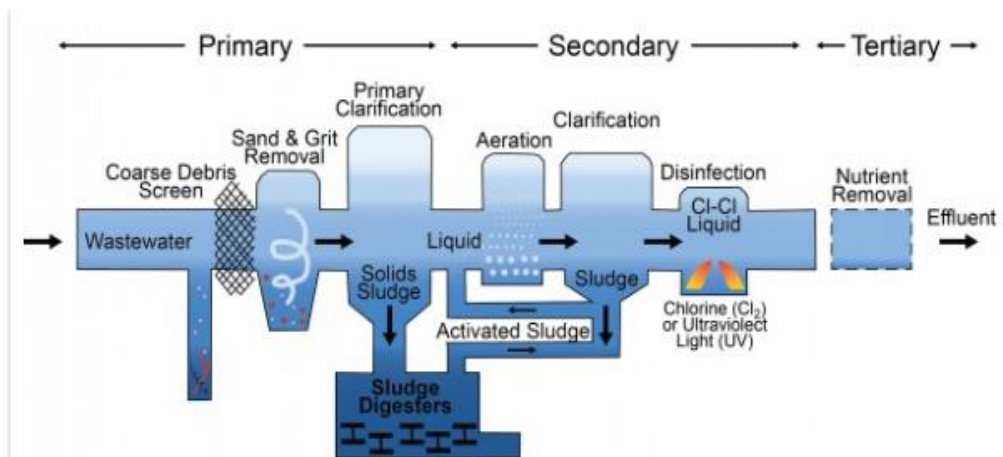 Primary
Secondary
Tertiary
Primary
Clarification
Sand & Grit
Removal
Coarse Debris
Screen
Aeration
Clarification
Disinfection
Nutrient
Removal
Wastewater
Liquid
Cl-Cl
Liquid
Effluent
Solids
Sludge
Sludge
Activated Sludge
Chlorine (Cl₂)
or Ultraviolect
Light (UV)
Sludge
Digesters